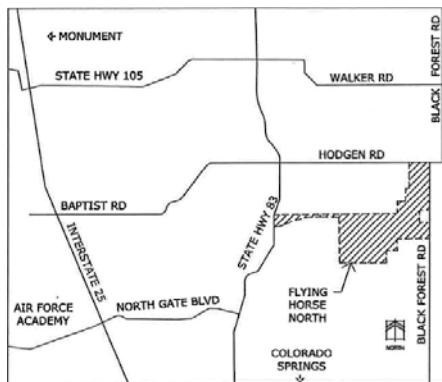 MONUMENT
STATE HWY 105
WALKER RD
BLACK FOREST RD
HODGEN RD
BAPTIST RD
STATE HWY 83
INTERSTATE 25
FLYING
HORSE
NORTH
BLACK FOREST RD
AIR FORCE
ACADEMY
NORTH GATE BLVD
NORTH
COLORADO
SPRINGS